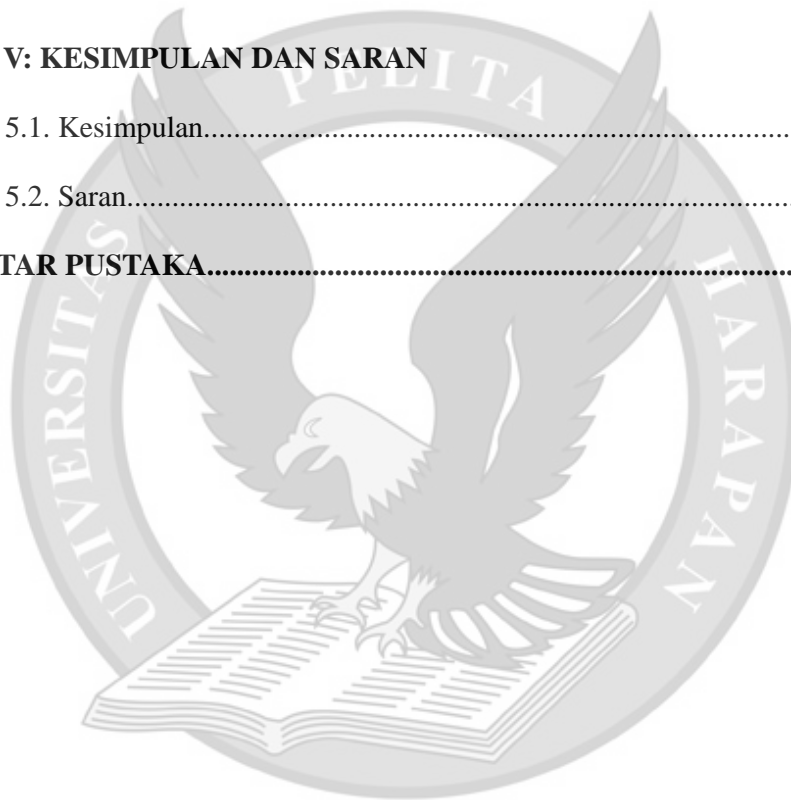 V: KESIMPULAN DAN SARAN
5.1. Kesimpulan................................................................................
5.2. Saran..........................................................................................
TAR PUSTAKA................................................................................
UNIVERSITAS PELITA HARAPAN